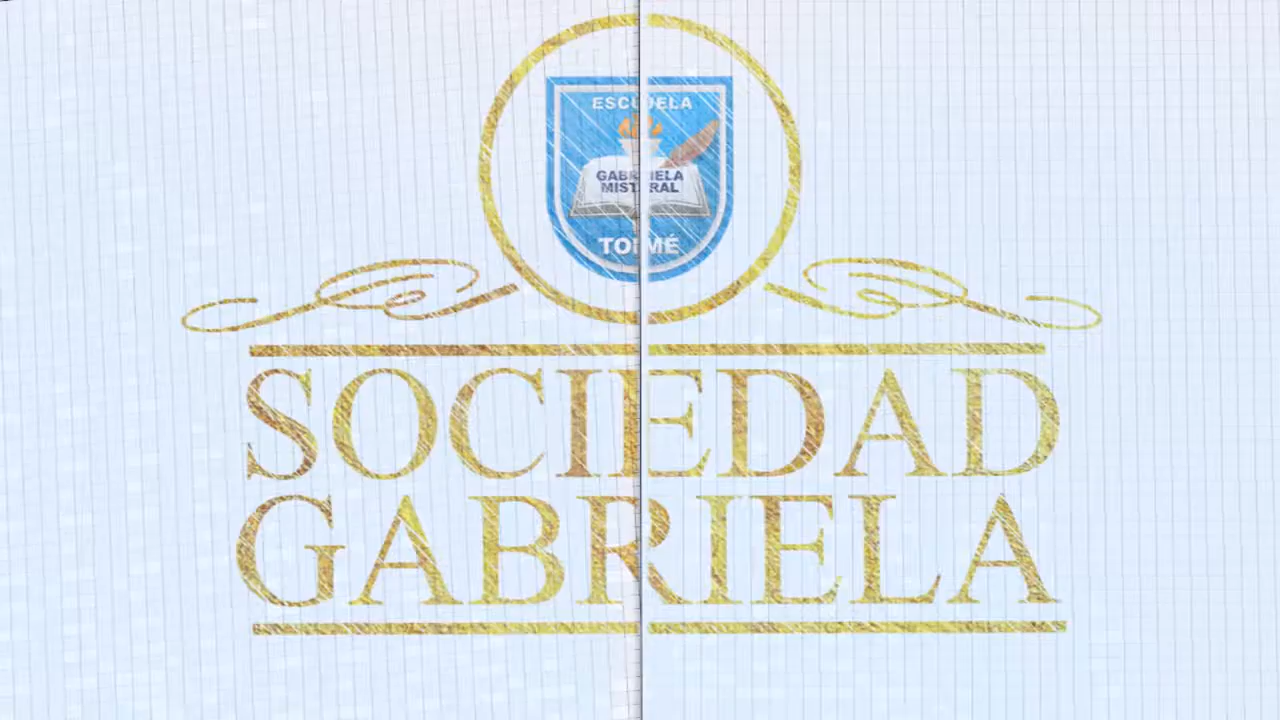 ESCUELA
GABRIELA
MISTRAL
TOMÉ
SOCIEDAD
GABRIELA